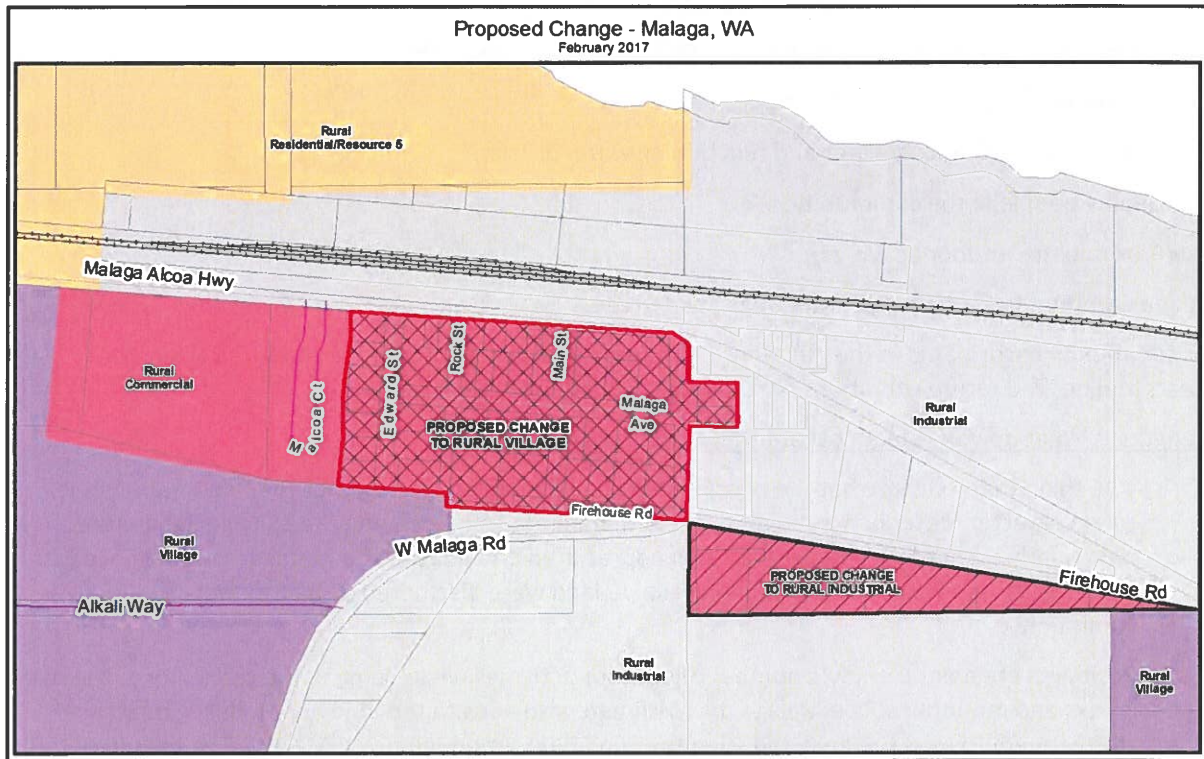 Proposed Change - Malaga, WA
February 2017
Rural
Residential/Resource 5
Malaga Alcoa Hwy
Rural
Commercial
Malcoa Ct
Edward St
Rock St
Main St
Malaga
Ave
PROPOSED CHANGE
TO RURAL VILLAGE
Rural
Industrial
Firehouse Rd
W Malaga Rd
Rural
Village
Alkali Way
PROPOSED CHANGE
TO RURAL INDUSTRIAL
Firehouse Rd
Rural
Industrial
Rural
Village